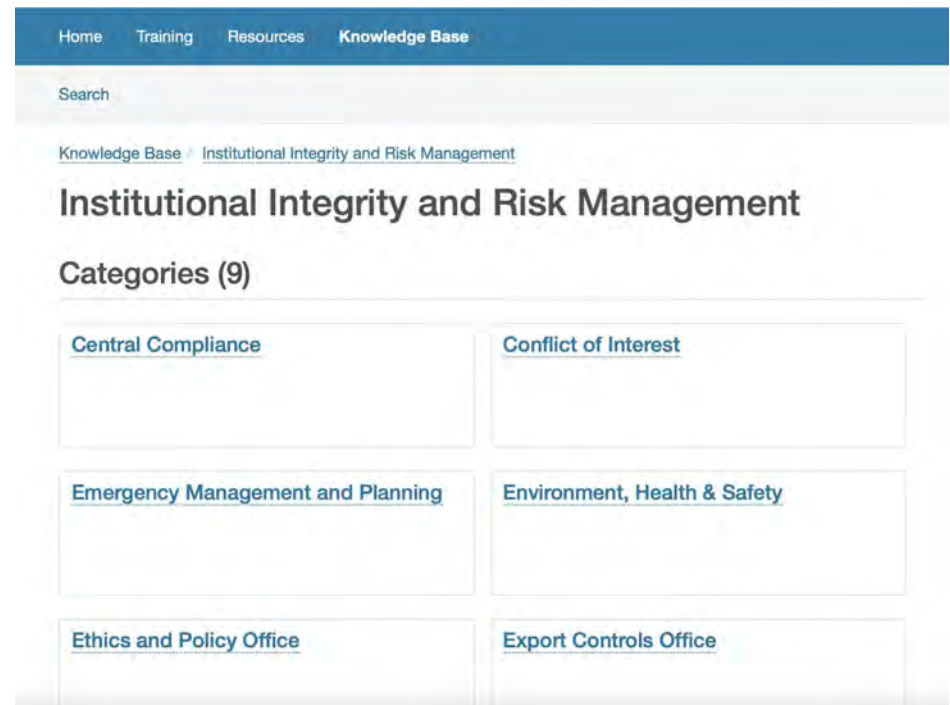 Home Training Resources Knowledge Base
Search
Knowledge Base / Institutional Integrity and Risk Management
Institutional Integrity and Risk Management
Categories (9)
Central Compliance Conflict of Interest
Emergency Management and Planning Environment, Health & Safety
Ethics and Policy Office Export Controls Office